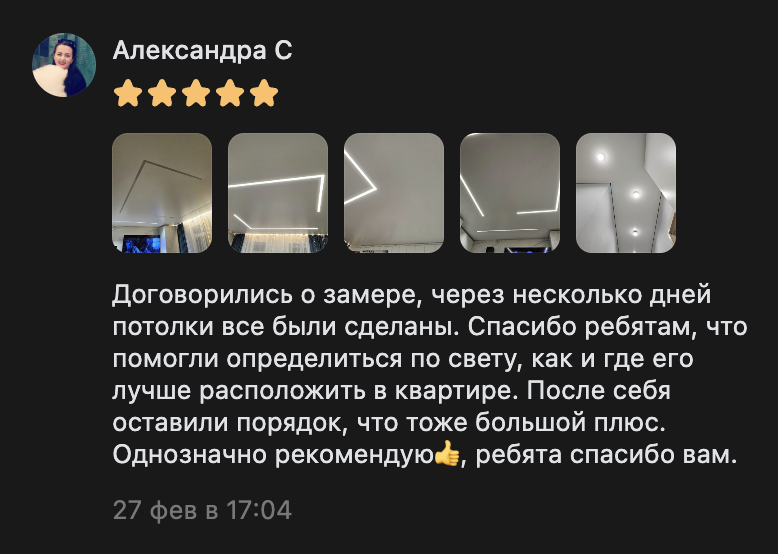 Александра С
Договорились о замере, через несколько дней
потолки все были сделаны. Спасибо ребятам, что
помогли определиться по свету, как и где его
лучше расположить в квартире. После себя
оставили порядок, что тоже большой плюс.
Однозначно рекомендую👍, ребята спасибо вам.
27 фев в 17:04